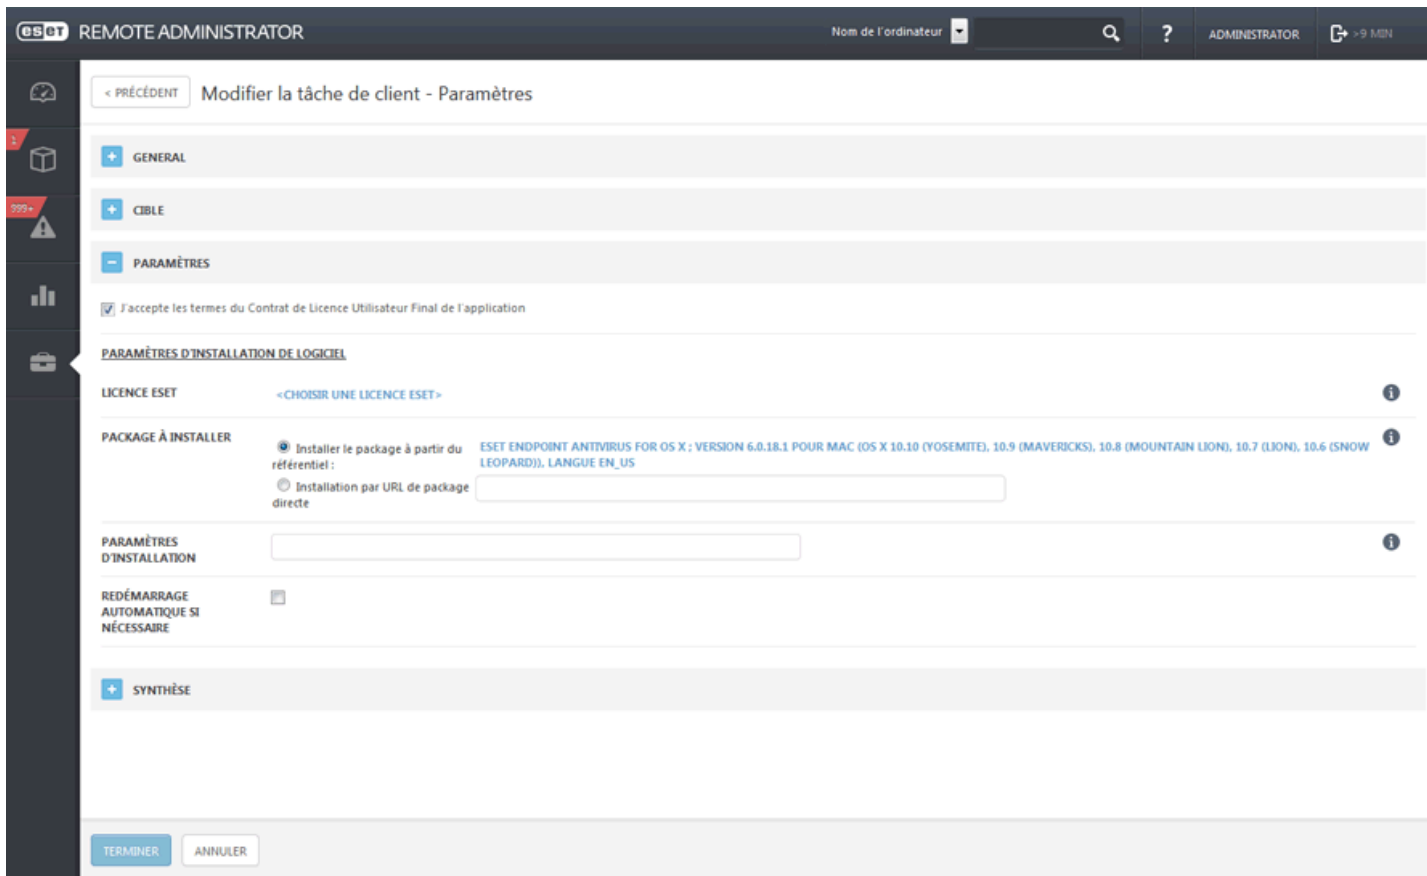 eset REMOTE ADMINISTRATOR
Nom de l'ordinateur
?
ADMINISTRATOR
>9 MIN
< PRÉCÉDENT
Modifier la tâche de client - Paramètres
1
GENERAL
999+
CIBLE
PARAMÈTRES
J'accepte les termes du Contrat de Licence Utilisateur Final de l'application
PARAMÈTRES D'INSTALLATION DE LOGICIEL
LICENCE ESET
<CHOISIR UNE LICENCE ESET>
PACKAGE À INSTALLER
Installer le package à partir du
référentiel :
ESET ENDPOINT ANTIVIRUS FOR OS X ; VERSION 6.0.18.1 POUR MAC (OS X 10.10 (YOSEMITE), 10.9 (MAVERICKS), 10.8 (MOUNTAIN LION), 10.7 (LION), 10.6 (SNOW
LEOPARD)), LANGUE EN_US
Installation par URL de package
directe
PARAMÈTRES
D'INSTALLATION
REDÉMARRAGE
AUTOMATIQUE SI
NÉCESSAIRE
SYNTHÈSE
TERMINER
ANNULER